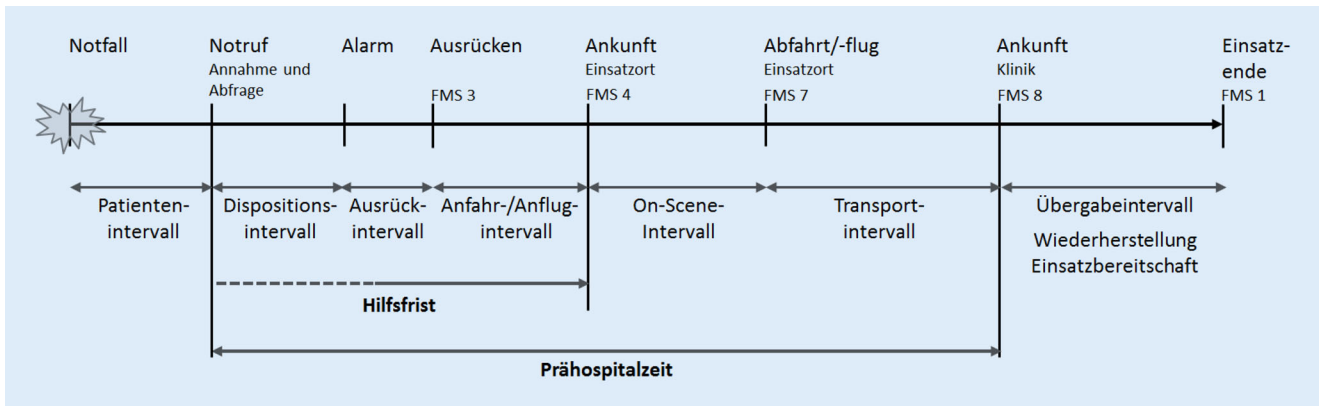 Notfall
Notruf
Annahme und
Abfrage
Alarm
Ausrücken
FMS 3
Ankunft
Einsatzort
FMS 4
Abfahrt/-flug
Einsatzort
FMS 7
Ankunft
Klinik
FMS 8
Einsatz-
ende
FMS 1
Patienten-
intervall
Dispositions-
intervall
Ausrück-
intervall
Anfahr-/Anflug-
intervall
On-Scene-
Intervall
Transport-
intervall
Übergabeintervall
Wiederherstellung
Einsatzbereitschaft
Hilfsfrist
Prähospitalzeit